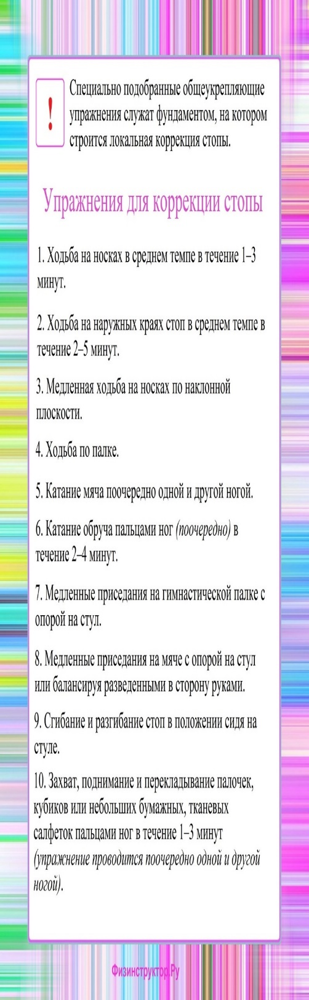 !
Специально подобранные общеукрепляющие
упражнения служат фундаментом, на котором
строится локальная коррекция стопы.
Упражнения для коррекции стопы
1. Ходьба на носках в среднем темпе в течение 1–3
минут.
2. Ходьба на наружных краях стоп в среднем темпе в
течение 2–5 минут.
3. Медленная ходьба на носках по наклонной
плоскости.
4. Ходьба по палке.
5. Катание мяча поочередно одной и другой ногой.
6. Катание обруча пальцами ног (поочередно) в
течение 2–4 минут.
7. Медленные приседания на гимнастической палке с
опорой на стул.
8. Медленные приседания на мяче с опорой на стул
или балансируя разведенными в сторону руками.
9. Сгибание и разгибание стоп в положении сидя на
стуле.
10. Захват, поднимание и перекладывание палочек,
кубиков или небольших бумажных, тканевых
салфеток пальцами ног в течение 1–3 минут
(упражнение проводится поочередно одной и другой
ногой).
Физинструктор.Ру